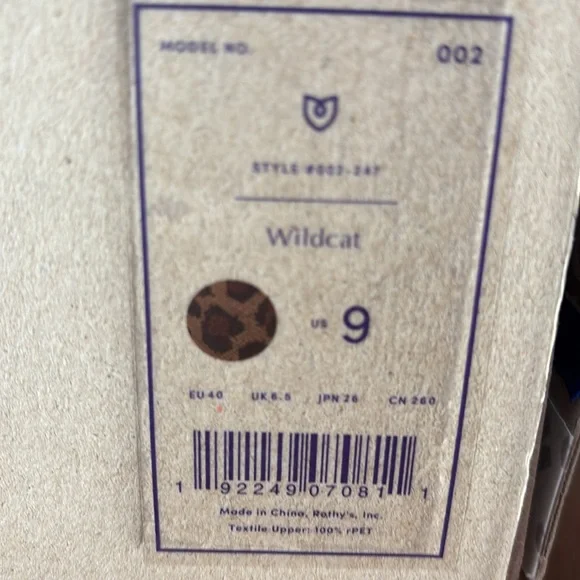 MODEL NO. 002
STYLE #002-247
Wildcat
US 9
EU 40 UK 6.5 JPN 26 CN 260
1 92249 07081 1
Made in China, Rothy's, Inc.
Textile Upper: 100% rPET